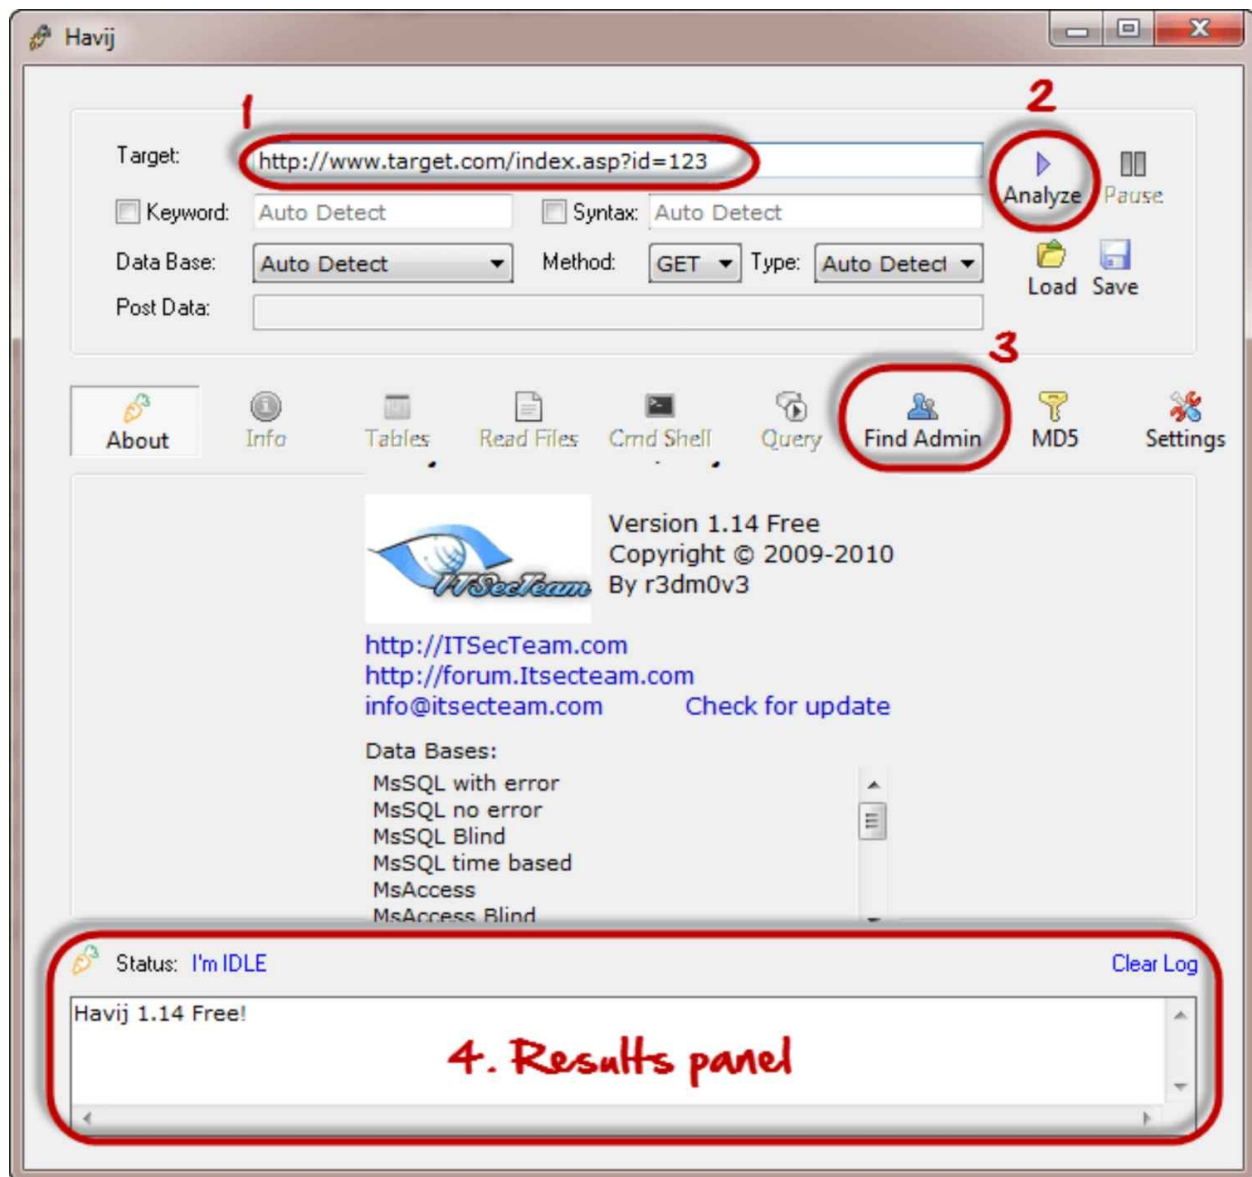 Havij
1
2
Target:
http://www.target.com/index.asp?id=123
Analyze
Pause
Keyword:
Auto Detect
Syntax:
Auto Detect
Data Base:
Auto Detect
Method:
GET
Type:
Auto Detect
Load
Save
Post Data:
3
About
Info
Tables
Read Files
Cmd Shell
Query
Find Admin
MD5
Settings
ITSecTeam
Version 1.14 Free
Copyright © 2009-2010
By r3dm0v3
http://ITSecTeam.com
http://forum.Itsecteam.com
info@itsecteam.com
Check for update
Data Bases:
MsSQL with error
MsSQL no error
MsSQL Blind
MsSQL time based
MsAccess
MsAccess Blind
Status: I'm IDLE
Clear Log
Havij 1.14 Free!
4. Results panel